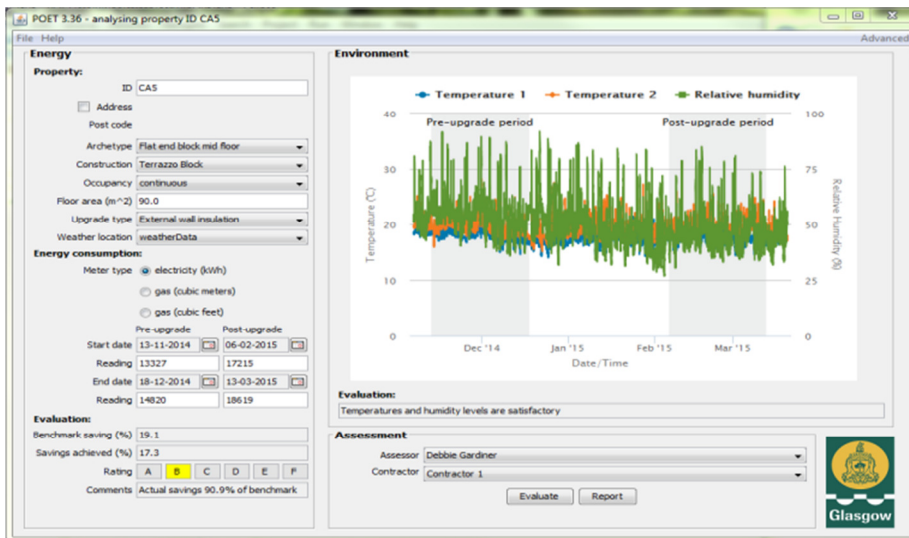 POET 3.36 - analysing property ID CA5
File Help
Advanced
Energy
Property:
ID CA5
Address
Post code
Archetype Flat end block mid floor
Construction Terrazzo Block
Occupancy continuous
Floor area (m^2) 90.0
Upgrade type External wall insulation
Weather location weatherData
Energy consumption:
Meter type electricity (kWh)
gas (cubic meters)
gas (cubic feet)
Pre-upgrade Post-upgrade
Start date 13-11-2014 06-02-2015
Reading 13327 17215
End date 18-12-2014 13-03-2015
Reading 14820 18619
Evaluation:
Benchmark saving (%) 19.1
Savings achieved (%) 17.3
Rating A B C D E F
Comments Actual savings 90.9% of benchmark
Environment
Temperature 1 Temperature 2 Relative humidity
Pre-upgrade period Post-upgrade period
Temperature (°C)
40
30
20
10
0
100
75
50
25
0
Relative Humidity (%)
Dec '14 Jan '15 Feb '15 Mar '15
Date/Time
Evaluation:
Temperatures and humidity levels are satisfactory
Assessment
Assessor Debbie Gardiner
Contractor Contractor 1
Evaluate Report
Glasgow